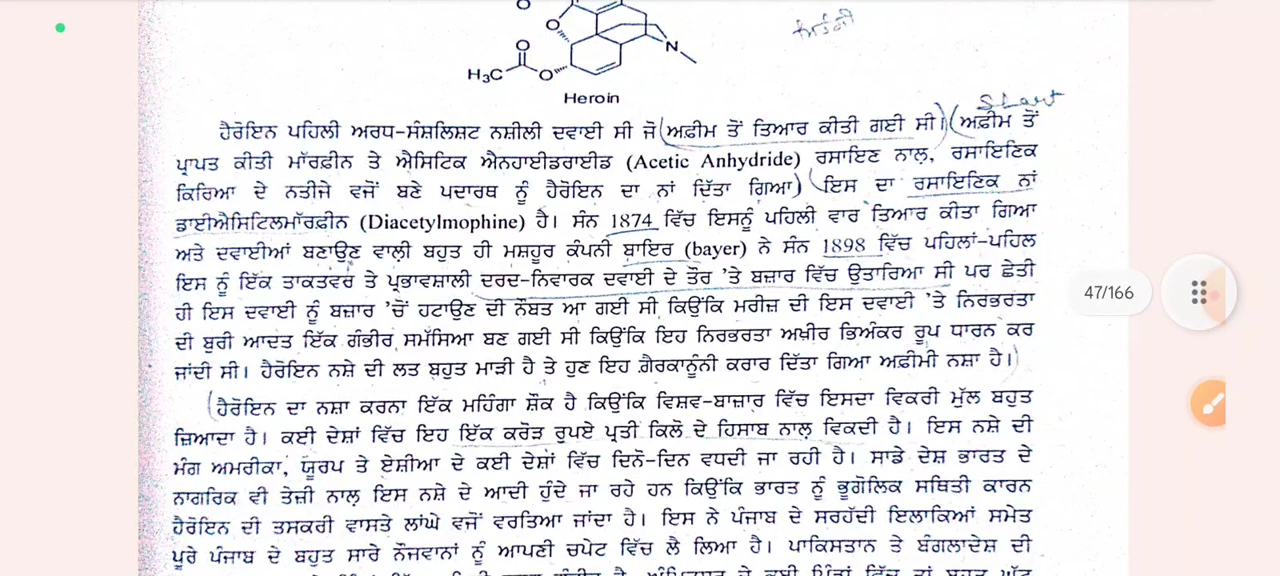 O
O
O
H₃C
O
N
Heroin
Start
ਹੈਰੋਇਨ ਪਹਿਲੀ ਅਰਧ-ਸੰਸ਼ਲਿਸ਼ਟ ਨਸ਼ੀਲੀ ਦਵਾਈ ਸੀ ਜੋ (ਅਫੀਮ ਤੋਂ ਤਿਆਰ ਕੀਤੀ ਗਈ ਸੀ।) (ਅਫ਼ੀਮ ਤੋਂ
ਪ੍ਰਾਪਤ ਕੀਤੀ ਮਾੱਰਫ਼ੀਨ ਤੇ ਐਸਿਟਿਕ ਐਨਹਾਈਡਰਾਈਡ (Acetic Anhydride) ਰਸਾਇਣ ਨਾਲ, ਰਸਾਇਣਿਕ
ਕਿਰਿਆ ਦੇ ਨਤੀਜੇ ਵਜੋਂ ਬਣੇ ਪਦਾਰਥ ਨੂੰ ਹੈਰੋਇਨ ਦਾ ਨਾਂ ਦਿੱਤਾ ਗਿਆ) (ਇਸ ਦਾ ਰਸਾਇਣਿਕ ਨਾਂ
ਡਾਈਐਸਿਟਿਲਮਾੱਰਫ਼ੀਨ (Diacetylmophine) ਹੈ। ਸੰਨ 1874 ਵਿੱਚ ਇਸਨੂੰ ਪਹਿਲੀ ਵਾਰ ਤਿਆਰ ਕੀਤਾ ਗਿਆ
ਅਤੇ ਦਵਾਈਆਂ ਬਣਾਉਣ ਵਾਲੀ ਬਹੁਤ ਹੀ ਮਸ਼ਹੂਰ ਕੰਪਨੀ ਬਾਇਰ (bayer) ਨੇ ਸੰਨ 1898 ਵਿੱਚ ਪਹਿਲਾਂ-ਪਹਿਲ
ਇਸ ਨੂੰ ਇੱਕ ਤਾਕਤਵਰ ਤੇ ਪ੍ਰਭਾਵਸ਼ਾਲੀ ਦਰਦ-ਨਿਵਾਰਕ ਦਵਾਈ ਦੇ ਤੌਰ 'ਤੇ ਬਜ਼ਾਰ ਵਿੱਚ ਉਤਾਰਿਆ ਸੀ ਪਰ ਛੇਤੀ
ਹੀ ਇਸ ਦਵਾਈ ਨੂੰ ਬਜ਼ਾਰ 'ਚੋਂ ਹਟਾਉਣ ਦੀ ਨੌਬਤ ਆ ਗਈ ਸੀ ਕਿਉਂਕਿ ਮਰੀਜ਼ ਦੀ ਇਸ ਦਵਾਈ 'ਤੇ ਨਿਰਭਰਤਾ
ਦੀ ਬੁਰੀ ਆਦਤ ਇੱਕ ਗੰਭੀਰ ਸਮੱਸਿਆ ਬਣ ਗਈ ਸੀ ਕਿਉਂਕਿ ਇਹ ਨਿਰਭਰਤਾ ਅਖ਼ੀਰ ਭਿਅੰਕਰ ਰੂਪ ਧਾਰਨ ਕਰ
ਜਾਂਦੀ ਸੀ। ਹੈਰੋਇਨ ਨਸ਼ੇ ਦੀ ਲਤ ਬਹੁਤ ਮਾੜੀ ਹੈ ਤੇ ਹੁਣ ਇਹ ਗ਼ੈਰਕਾਨੂੰਨੀ ਕਰਾਰ ਦਿੱਤਾ ਗਿਆ ਅਫ਼ੀਮੀ ਨਸ਼ਾ ਹੈ।)
47/166
(ਹੈਰੋਇਨ ਦਾ ਨਸ਼ਾ ਕਰਨਾ ਇੱਕ ਮਹਿੰਗਾ ਸ਼ੌਕ ਹੈ ਕਿਉਂਕਿ ਵਿਸ਼ਵ-ਬਾਜ਼ਾਰ ਵਿੱਚ ਇਸਦਾ ਵਿਕਰੀ ਮੁੱਲ ਬਹੁਤ
ਜ਼ਿਆਦਾ ਹੈ। ਕਈ ਦੇਸ਼ਾਂ ਵਿੱਚ ਇਹ ਇੱਕ ਕਰੋੜ ਰੁਪਏ ਪ੍ਰਤੀ ਕਿਲੋ ਦੇ ਹਿਸਾਬ ਨਾਲ ਵਿਕਦੀ ਹੈ। ਇਸ ਨਸ਼ੇ ਦੀ
ਮੰਗ ਅਮਰੀਕਾ, ਯੂਰਪ ਤੇ ਏਸ਼ੀਆ ਦੇ ਕਈ ਦੇਸ਼ਾਂ ਵਿੱਚ ਦਿਨੋ-ਦਿਨ ਵਧਦੀ ਜਾ ਰਹੀ ਹੈ। ਸਾਡੇ ਦੇਸ਼ ਭਾਰਤ ਦੇ
ਨਾਗਰਿਕ ਵੀ ਤੇਜ਼ੀ ਨਾਲ ਇਸ ਨਸ਼ੇ ਦੇ ਆਦੀ ਹੁੰਦੇ ਜਾ ਰਹੇ ਹਨ ਕਿਉਂਕਿ ਭਾਰਤ ਨੂੰ ਭੂਗੋਲਿਕ ਸਥਿਤੀ ਕਾਰਨ
ਹੈਰੋਇਨ ਦੀ ਤਸਕਰੀ ਵਾਸਤੇ ਲਾਂਘੇ ਵਜੋਂ ਵਰਤਿਆ ਜਾਂਦਾ ਹੈ। ਇਸ ਨੇ ਪੰਜਾਬ ਦੇ ਸਰਹੱਦੀ ਇਲਾਕਿਆਂ ਸਮੇਤ
ਪੂਰੇ ਪੰਜਾਬ ਦੇ ਬਹੁਤ ਸਾਰੇ ਨੌਜਵਾਨਾਂ ਨੂੰ ਆਪਣੀ ਚਪੇਟ ਵਿੱਚ ਲੈ ਲਿਆ ਹੈ। ਪਾਕਿਸਤਾਨ ਤੇ ਬੰਗਲਾਦੇਸ਼ ਦੀ